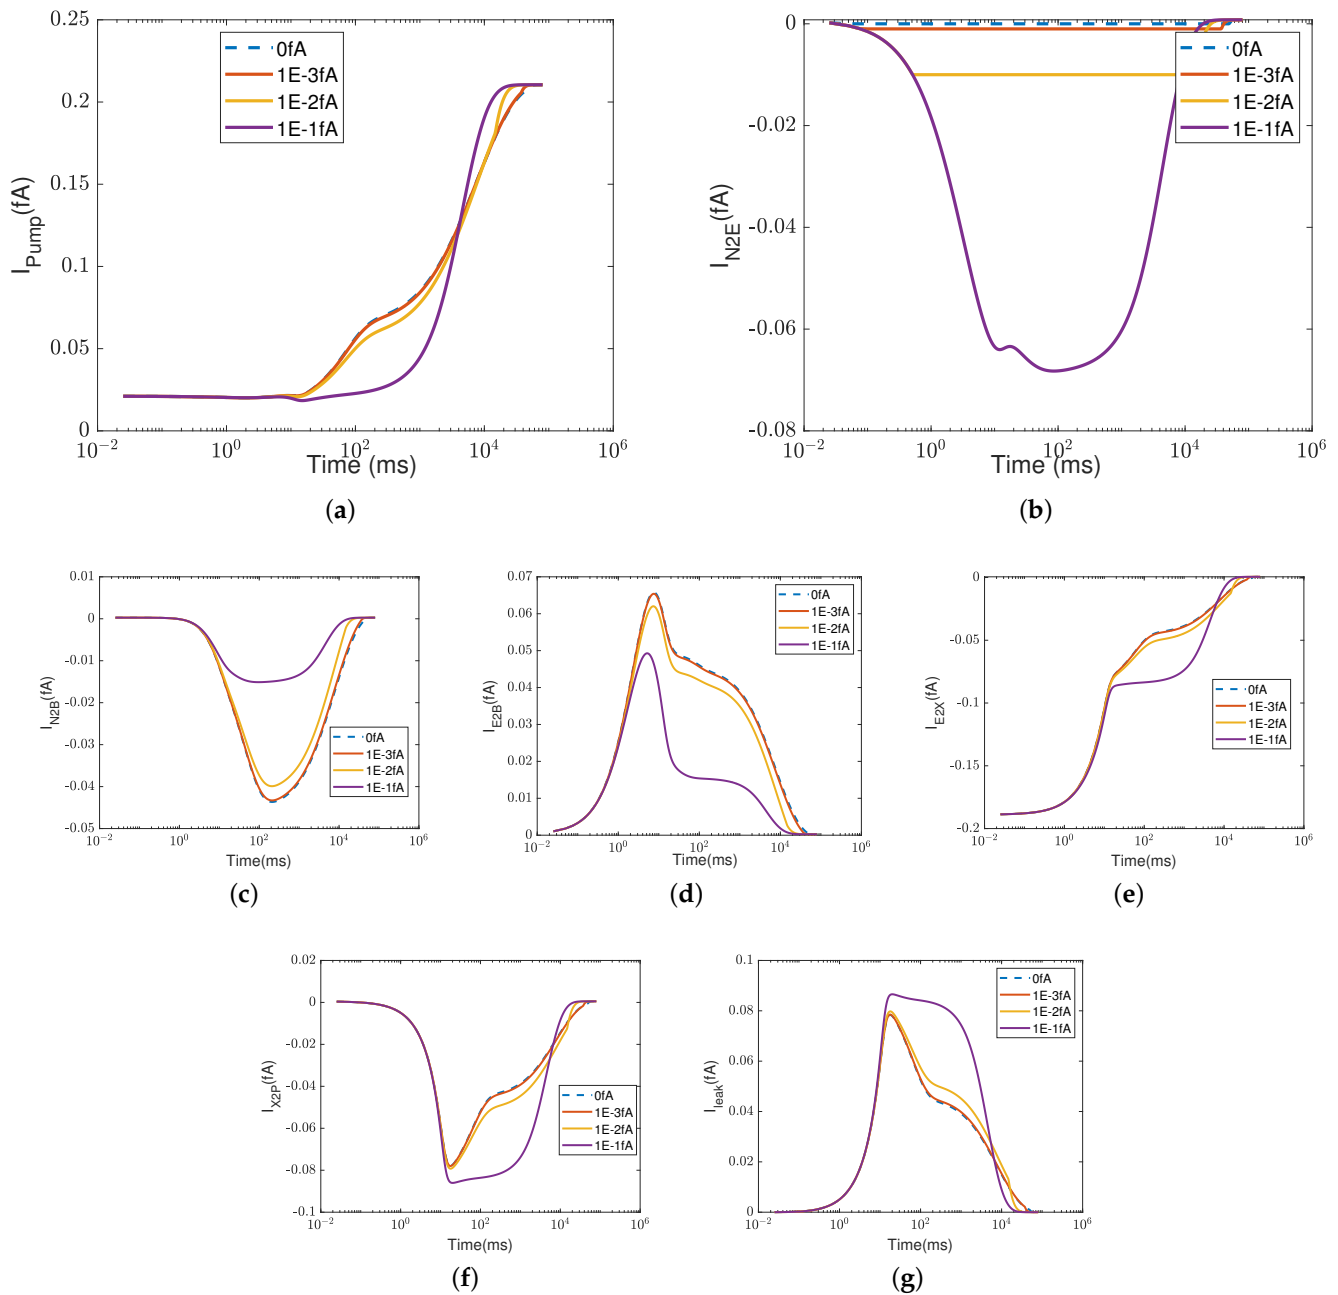 0.25
0.2
0.15
0.1
0.05
0
I_Pump(fA)
0fA
1E-3fA
1E-2fA
1E-1fA
10^-2 10^0 10^2 10^4 10^6
Time (ms)
(a)
0
-0.02
-0.04
-0.06
-0.08
I_N2E(fA)
0fA
1E-3fA
1E-2fA
1E-1fA
10^-2 10^0 10^2 10^4 10^6
Time (ms)
(b)
0.01
0
-0.01
-0.02
-0.03
-0.04
-0.05
I_N2B(fA)
0fA
1E-3fA
1E-2fA
1E-1fA
10^-2 10^0 10^2 10^4 10^6
Time(ms)
(c)
0.07
0.06
0.05
0.04
0.03
0.02
0.01
0
I_E2B(fA)
0fA
1E-3fA
1E-2fA
1E-1fA
10^-2 10^0 10^2 10^4 10^6
Time(ms)
(d)
0
-0.05
-0.1
-0.15
-0.2
I_E2X(fA)
0fA
1E-3fA
1E-2fA
1E-1fA
10^-2 10^0 10^2 10^4 10^6
Time(ms)
(e)
0.02
0
-0.02
-0.04
-0.06
-0.08
-0.1
I_X2P(fA)
0fA
1E-3fA
1E-2fA
1E-1fA
10^-2 10^0 10^2 10^4 10^6
Time(ms)
(f)
0.1
0.08
0.06
0.04
0.02
0
I_leak(fA)
0fA
1E-3fA
1E-2fA
1E-1fA
10^-2 10^0 10^2 10^4 10^6
Time(ms)
(g)